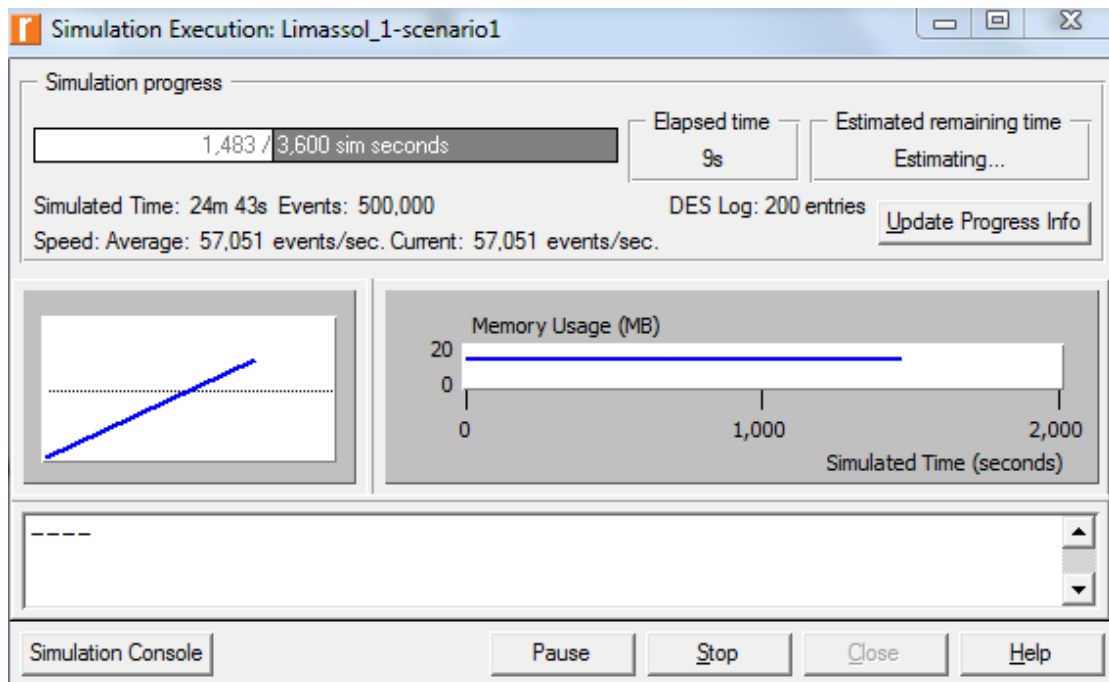 Simulation Execution: Limassol_1-scenario1
Simulation progress
1,483 / 3,600 sim seconds
Elapsed time
9s
Estimated remaining time
Estimating...
Simulated Time: 24m 43s Events: 500,000
DES Log: 200 entries
Speed: Average: 57,051 events/sec. Current: 57,051 events/sec.
Update Progress Info
Memory Usage (MB)
20
0
0 1,000 2,000
Simulated Time (seconds)
----
Simulation Console Pause Stop Close Help